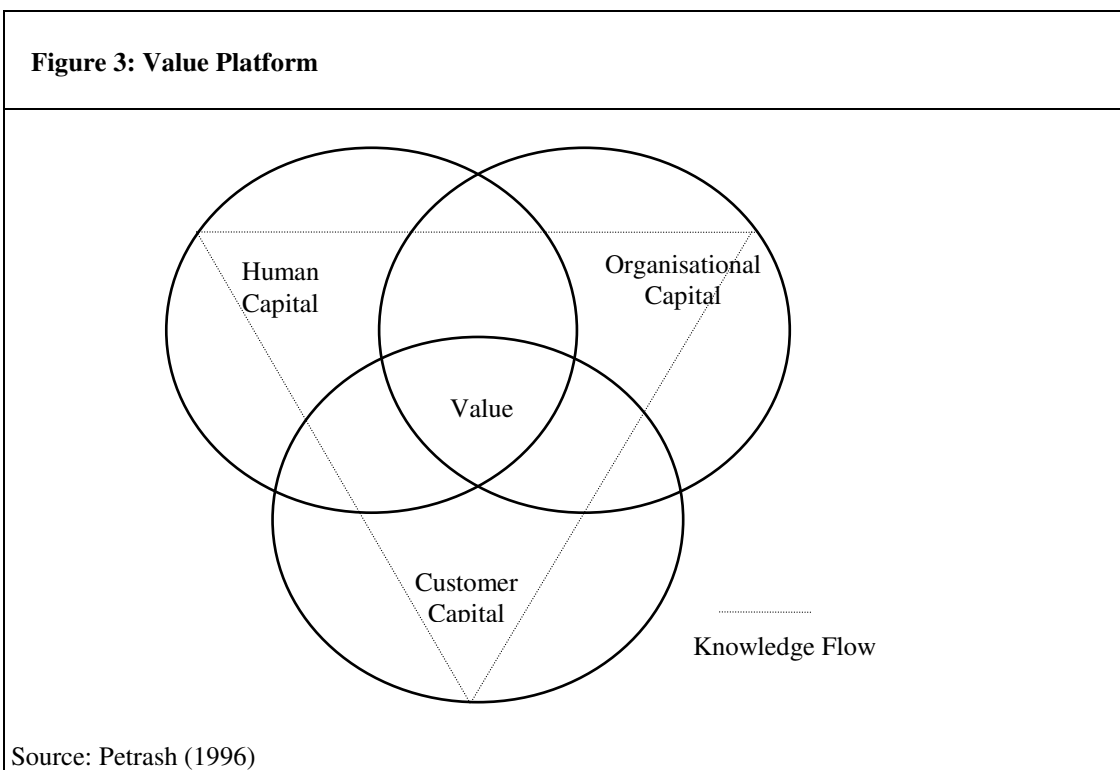 Figure 3: Value Platform
Human
Capital
Organisational
Capital
Value
Customer
Capital
Knowledge Flow
Source: Petrash (1996)